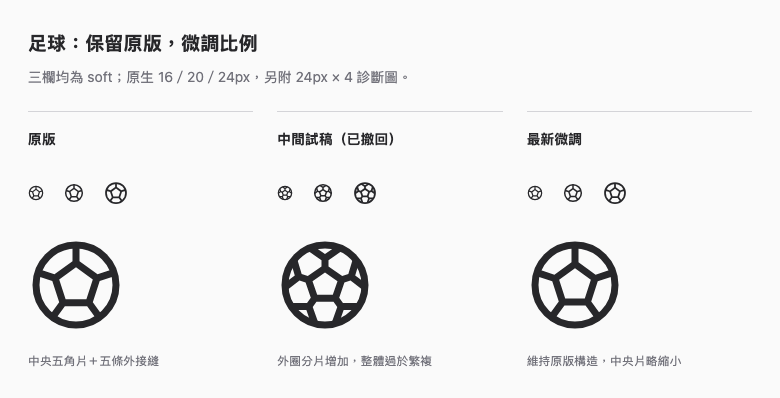 足球：保留原版，微調比例
三欄均為 soft；原生 16 / 20 / 24px，另附 24px × 4 診斷圖。
原版
中間試稿（已撤回）
最新微調
中央五角片＋五條外接縫
外圈分片增加，整體過於繁複
維持原版構造，中央片略縮小